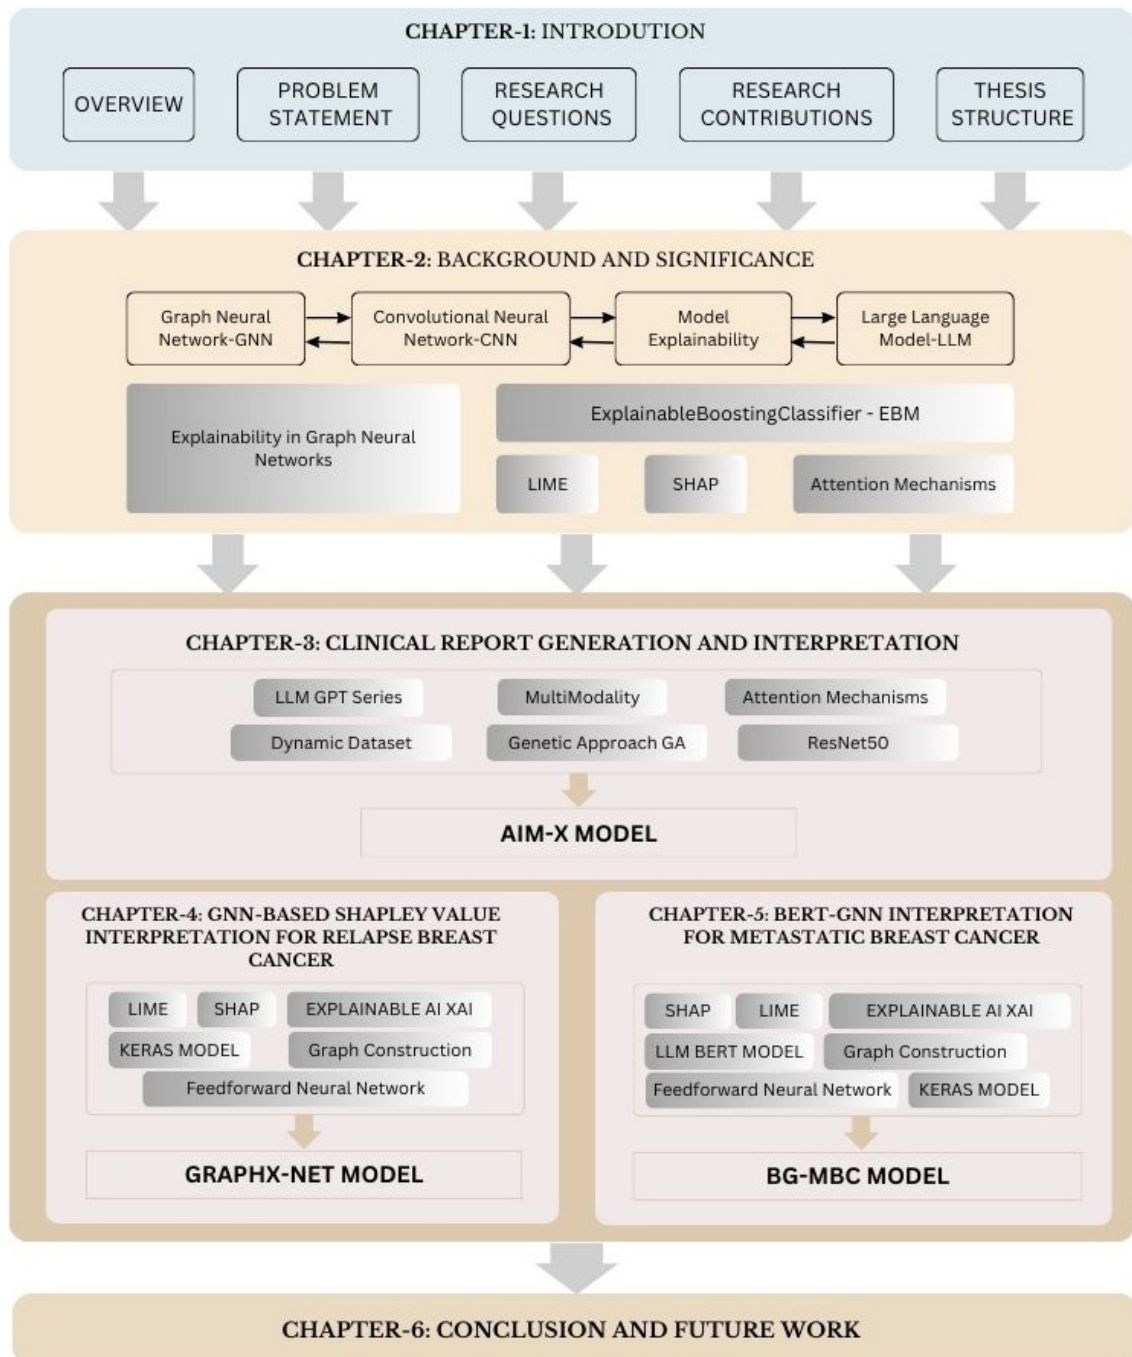 CHAPTER-1: INTRODUTION
OVERVIEW
PROBLEM
STATEMENT
RESEARCH
QUESTIONS
RESEARCH
CONTRIBUTIONS
THESIS
STRUCTURE
CHAPTER-2: BACKGROUND AND SIGNIFICANCE
Graph Neural
Network-GNN
Convolutional Neural
Network-CNN
Model
Explainability
Large Language
Model-LLM
Explainability in Graph Neural
Networks
ExplainableBoostingClassifier - EBM
LIME
SHAP
Attention Mechanisms
CHAPTER-3: CLINICAL REPORT GENERATION AND INTERPRETATION
LLM GPT Series
MultiModality
Attention Mechanisms
Dynamic Dataset
Genetic Approach GA
ResNet50
AIM-X MODEL
CHAPTER-4: GNN-BASED SHAPLEY VALUE
INTERPRETATION FOR RELAPSE BREAST
CANCER
LIME
SHAP
EXPLAINABLE AI XAI
KERAS MODEL
Graph Construction
Feedforward Neural Network
GRAPHX-NET MODEL
CHAPTER-5: BERT-GNN INTERPRETATION
FOR METASTATIC BREAST CANCER
SHAP
LIME
EXPLAINABLE AI XAI
LLM BERT MODEL
Graph Construction
Feedforward Neural Network
KERAS MODEL
BG-MBC MODEL
CHAPTER-6: CONCLUSION AND FUTURE WORK